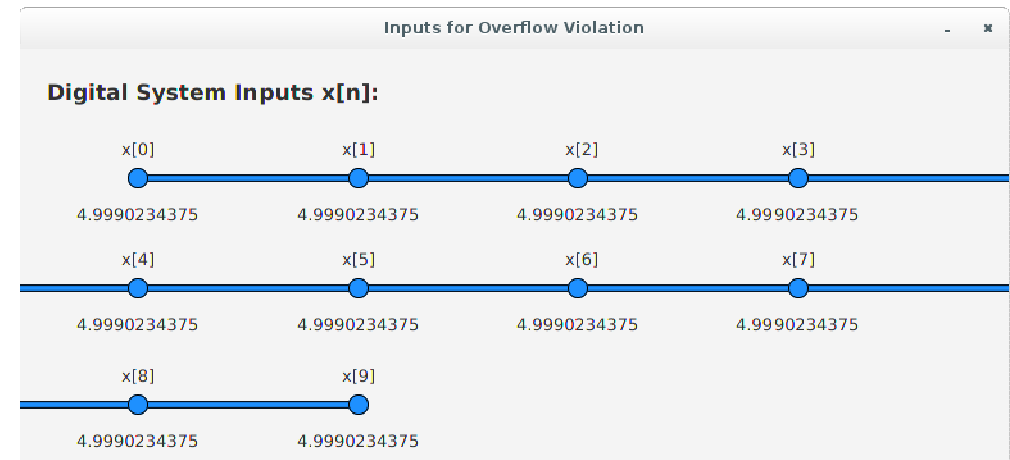 Inputs for Overflow Violation
Digital System Inputs x[n]:
x[0] x[1] x[2] x[3]
4.9990234375 4.9990234375 4.9990234375 4.9990234375
x[4] x[5] x[6] x[7]
4.9990234375 4.9990234375 4.9990234375 4.9990234375
x[8] x[9]
4.9990234375 4.9990234375